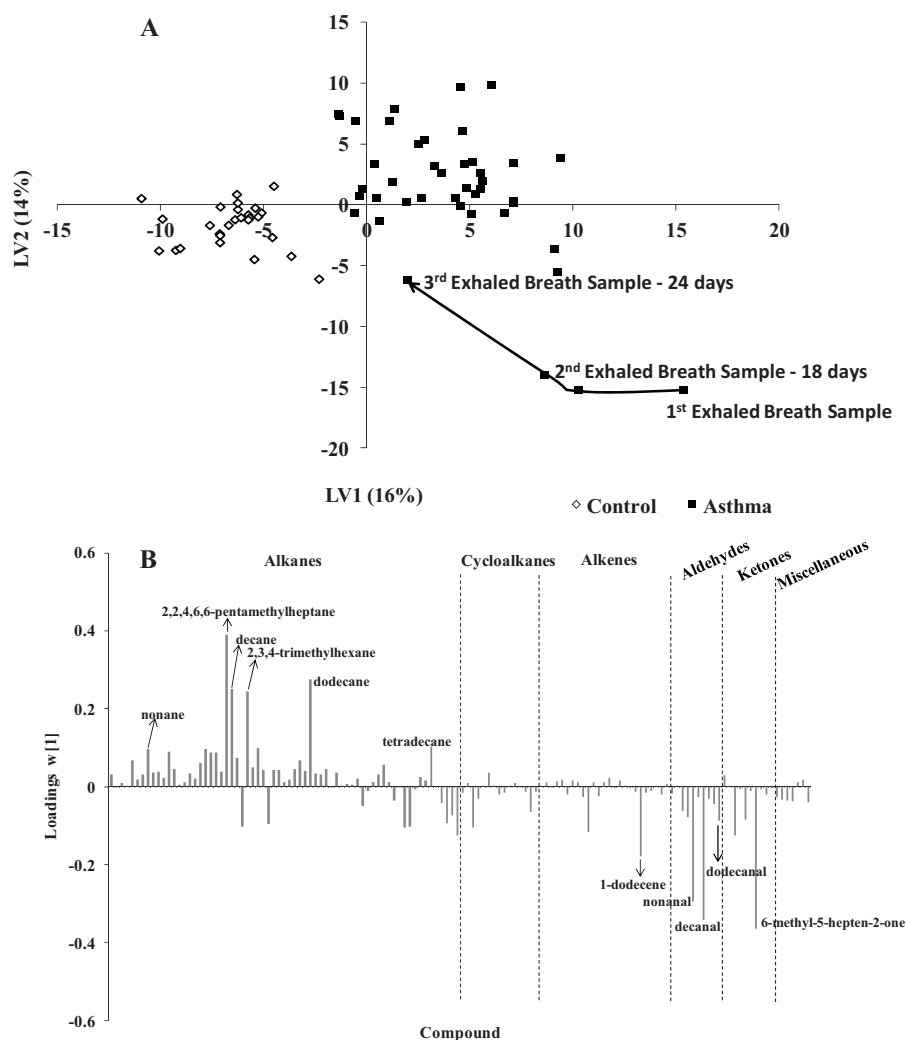 A
15
10
5
0
-15
-10
-5
0
5
10
15
20
-5
-10
-15
-20
LV2 (14%)
3rd Exhaled Breath Sample - 24 days
2nd Exhaled Breath Sample - 18 days
1st Exhaled Breath Sample
LV1 (16%)
Control
Asthma
B
Alkanes
Cycloalkanes
Alkenes
Aldehydes
Ketones
Miscellaneous
0.6
0.4
0.2
0
-0.2
-0.4
-0.6
Loadings w[1]
2,2,4,6,6-pentamethylheptane
decane
2,3,4-trimethylhexane
dodecane
nonane
tetradecane
1-dodecene
nonanal
decanal
dodecanal
6-methyl-5-hepten-2-one
Compound